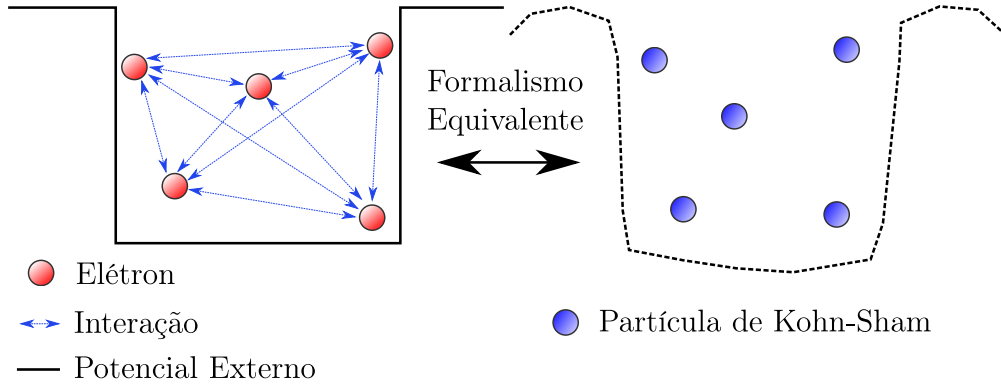 Formalismo
Equivalente
Elétron
Interação
Potencial Externo
Partícula de Kohn-Sham